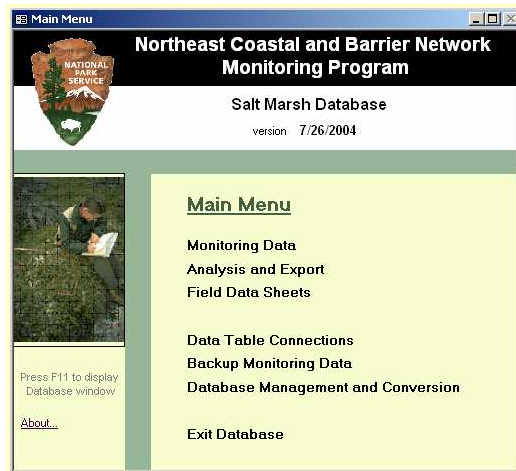 Main Menu
Northeast Coastal and Barrier Network
Monitoring Program
NATIONAL
PARK
SERVICE
Salt Marsh Database
version 7/26/2004
Main Menu
Monitoring Data
Analysis and Export
Field Data Sheets
Data Table Connections
Backup Monitoring Data
Database Management and Conversion
Exit Database
Press F11 to display
Database window
About...